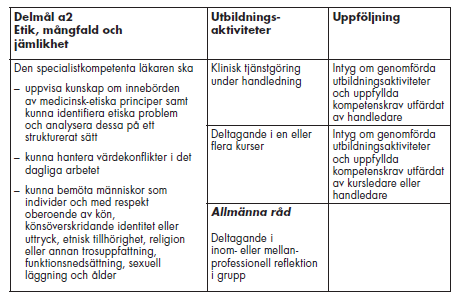 Delmål a2
Etik, mångfald och
jämlikhet
Utbildnings-
aktiviteter
Uppföljning
Den specialistkompetenta läkaren ska
– uppvisa kunskap om innebörden
av medicinsk-etiska principer samt
kunna identifiera etiska problem
och analysera dessa på ett
strukturerat sätt
– kunna hantera värdekonflikter i det
dagliga arbetet
– kunna bemöta människor som
individer och med respekt
oberoende av kön,
könsöverskridande identitet eller
uttryck, etnisk tillhörighet, religion
eller annan trosuppfattning,
funktionsnedsättning, sexuell
läggning och ålder
Klinisk tjänstgöring
under handledning
Intyg om genomförda
utbildningsaktiviteter
och uppfyllda
kompetenskrav utfärdat
av handledare
Deltagande i en eller
flera kurser
Intyg om genomförda
utbildningsaktiviteter
och uppfyllda
kompetenskrav utfärdat
av kursledare eller
handledare
Allmänna råd
Deltagande i
inom- eller mellan-
professionell reflektion
i grupp